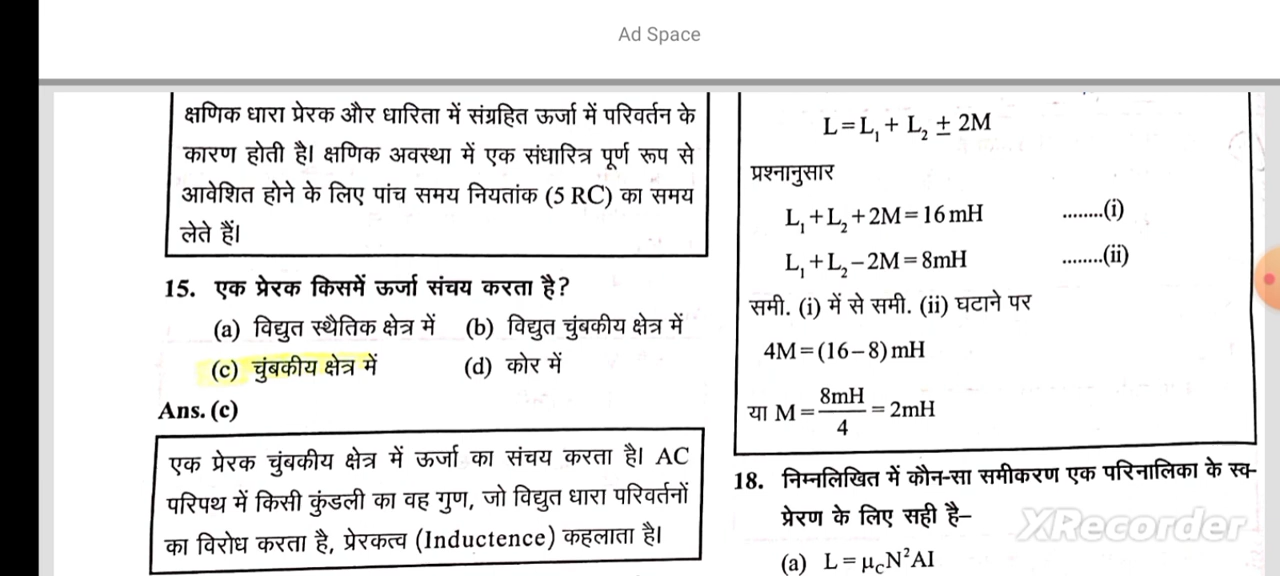 Ad Space
क्षणिक धारा प्रेरक और धारिता में संग्रहित ऊर्जा में परिवर्तन के
कारण होती है। क्षणिक अवस्था में एक संधारित्र पूर्ण रूप से
आवेशित होने के लिए पांच समय नियतांक (5 RC) का समय
लेते हैं।
15. एक प्रेरक किसमें ऊर्जा संचय करता है?
(a) विद्युत स्थैतिक क्षेत्र में (b) विद्युत चुंबकीय क्षेत्र में
(c) चुंबकीय क्षेत्र में (d) कोर में
Ans. (c)
एक प्रेरक चुंबकीय क्षेत्र में ऊर्जा का संचय करता है। AC
परिपथ में किसी कुंडली का वह गुण, जो विद्युत धारा परिवर्तनों
का विरोध करता है, प्रेरकत्व (Inductence) कहलाता है।
L=L₁+ L₂ ± 2M
प्रश्नानुसार
L₁+L₂+2M=16mH ........(i)
L₁+L₂−2M=8mH ........(ii)
समी. (i) में से समी. (ii) घटाने पर
4M=(16−8)mH
या M=8mH/4=2mH
18. निम्नलिखित में कौन-सा समीकरण एक परिनालिका के स्व-
प्रेरण के लिए सही है–
(a) L=μ꜀N²AI
XRecorder